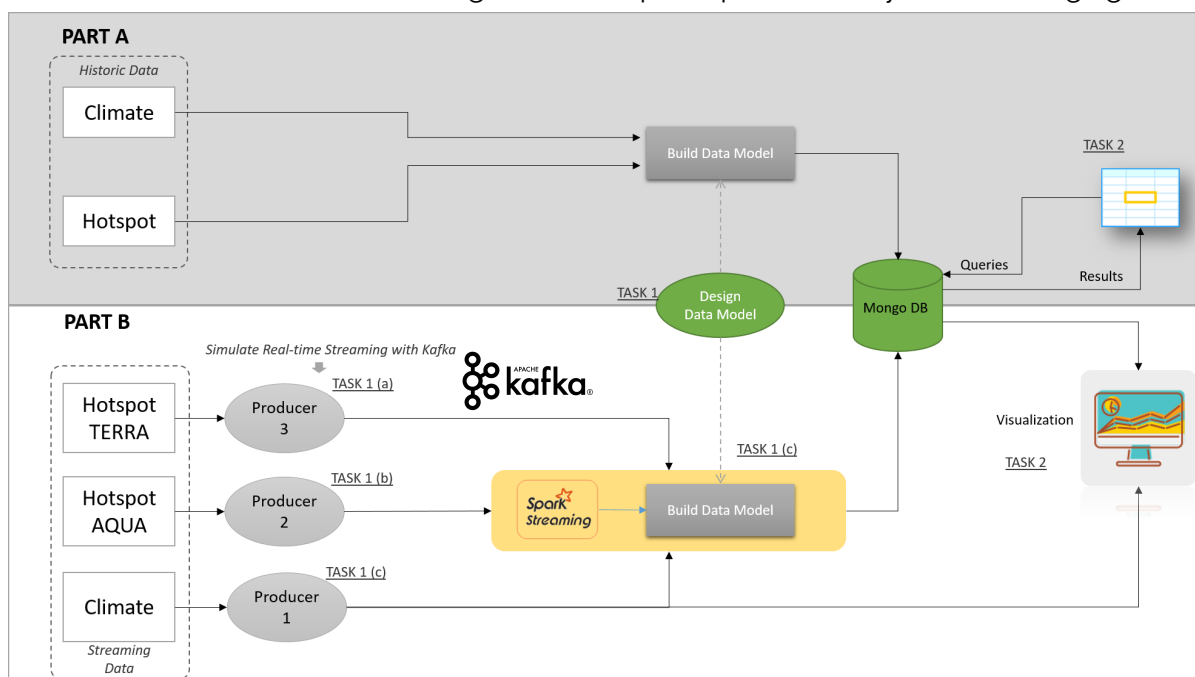 PART A
Historic Data
Climate
Hotspot
Build Data Model
TASK 2
Queries
Results
Mongo DB
TASK 1
Design
Data Model
PART B
Simulate Real-time Streaming with Kafka
TASK 1 (a)
APACHE
kafka®
Hotspot
TERRA
Producer
3
Visualization
TASK 2
TASK 1 (c)
Hotspot
AQUA
TASK 1 (b)
Producer
2
Spark
Streaming
Build Data Model
TASK 1 (c)
Climate
Producer
1
Streaming
Data